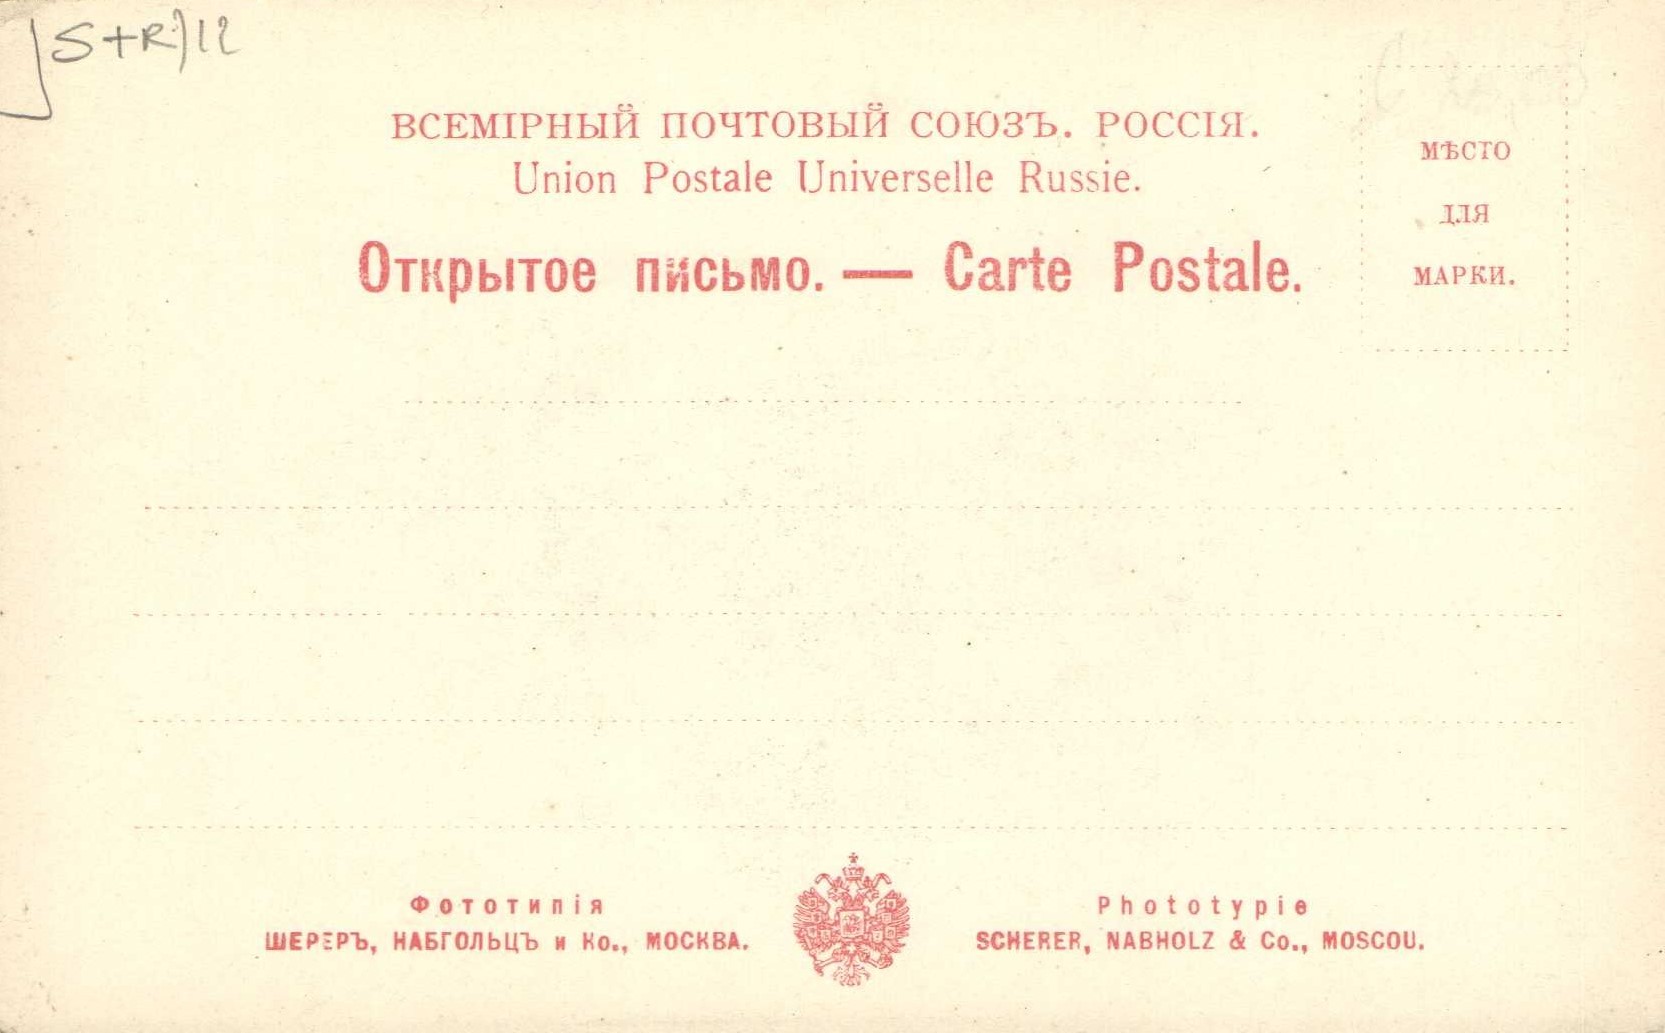 S+R)12
ВСЕМІРНЫЙ ПОЧТОВЫЙ СОЮЗЪ. РОССІЯ.
Union Postale Universelle Russie.
Открытое письмо. — Carte Postale.
МѢСТО
ДЛЯ
МАРКИ.
Фототипія
ШЕРЕРЪ, НАБГОЛЬЦЪ и Ко., МОСКВА.
Phototypie
SCHERER, NABHOLZ & Co., MOSCOU.